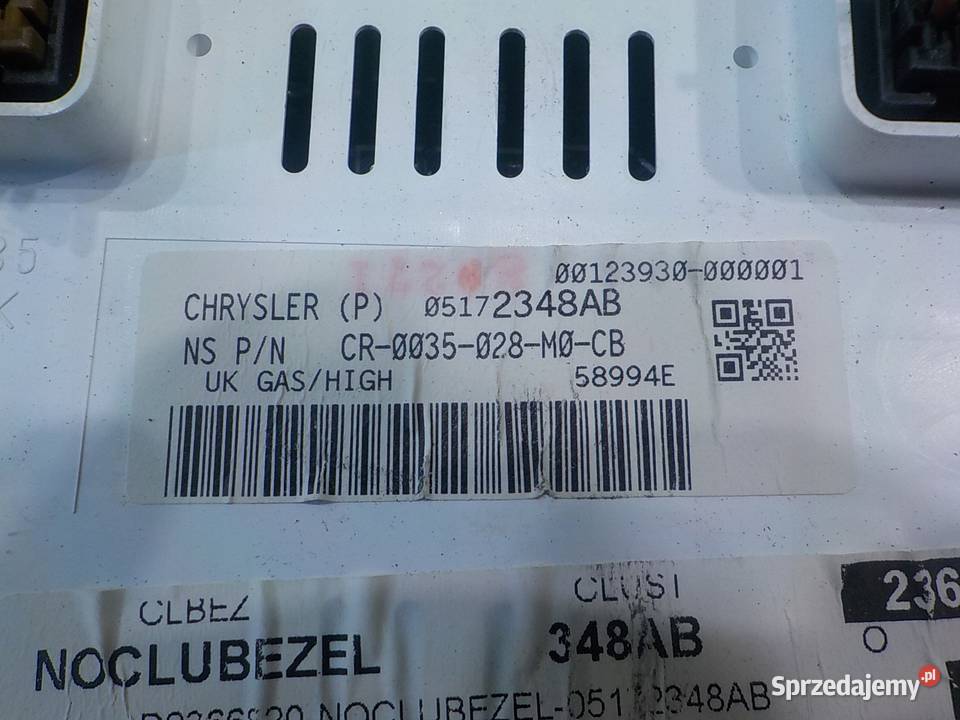 35
K
00123930-000001
CHRYSLER (P) 05172348AB
NS P/N CR-0035-028-M0-CB
UK GAS/HIGH 58994E
CLBEZ CLUST 236
NOCLUBEZEL 348AB O
NOCLUBEZEL-05172348AB
Sprzedajemy.pl